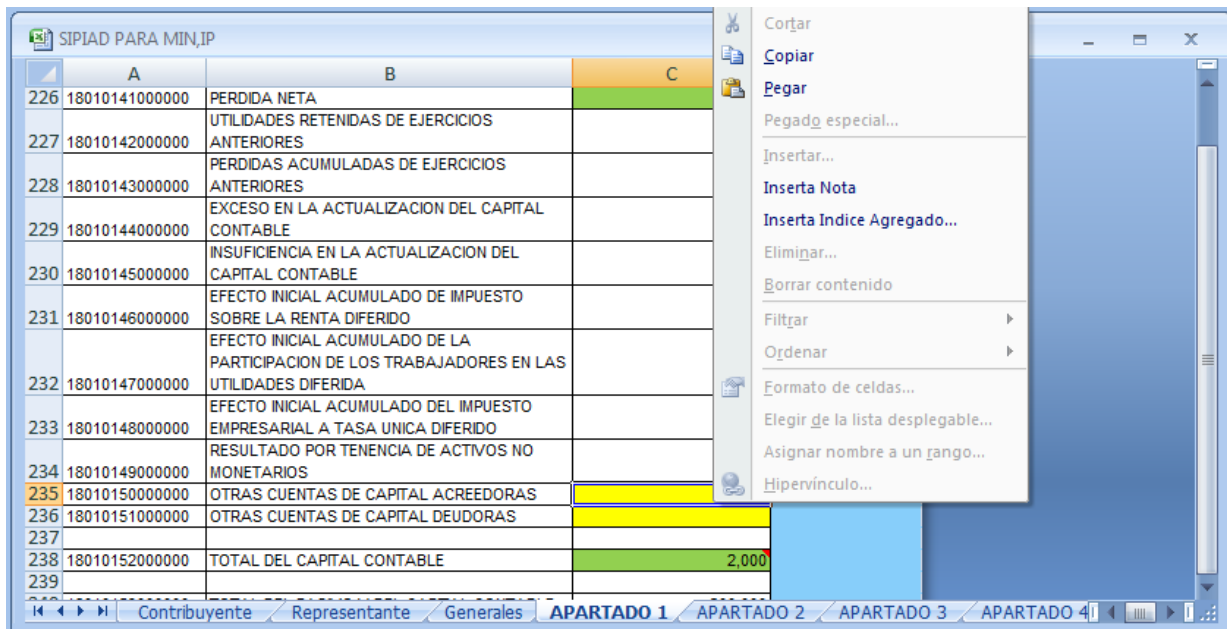 SIPIAD PARA MIN,IP
A B C
226 18010141000000 PERDIDA NETA
UTILIDADES RETENIDAS DE EJERCICIOS
227 18010142000000 ANTERIORES
PERDIDAS ACUMULADAS DE EJERCICIOS
228 18010143000000 ANTERIORES
EXCESO EN LA ACTUALIZACION DEL CAPITAL
229 18010144000000 CONTABLE
INSUFICIENCIA EN LA ACTUALIZACION DEL
230 18010145000000 CAPITAL CONTABLE
EFECTO INICIAL ACUMULADO DE IMPUESTO
231 18010146000000 SOBRE LA RENTA DIFERIDO
EFECTO INICIAL ACUMULADO DE LA
PARTICIPACION DE LOS TRABAJADORES EN LAS
232 18010147000000 UTILIDADES DIFERIDA
EFECTO INICIAL ACUMULADO DEL IMPUESTO
233 18010148000000 EMPRESARIAL A TASA UNICA DIFERIDO
RESULTADO POR TENENCIA DE ACTIVOS NO
234 18010149000000 MONETARIOS
235 18010150000000 OTRAS CUENTAS DE CAPITAL ACREEDORAS
236 18010151000000 OTRAS CUENTAS DE CAPITAL DEUDORAS
237
238 18010152000000 TOTAL DEL CAPITAL CONTABLE 2,000
239
Cortar
Copiar
Pegar
Pegado especial...
Insertar...
Inserta Nota
Inserta Indice Agregado...
Eliminar...
Borrar contenido
Filtrar
Ordenar
Formato de celdas...
Elegir de la lista desplegable...
Asignar nombre a un rango...
Hipervínculo...
Contribuyente Representante Generales APARTADO 1 APARTADO 2 APARTADO 3 APARTADO 4